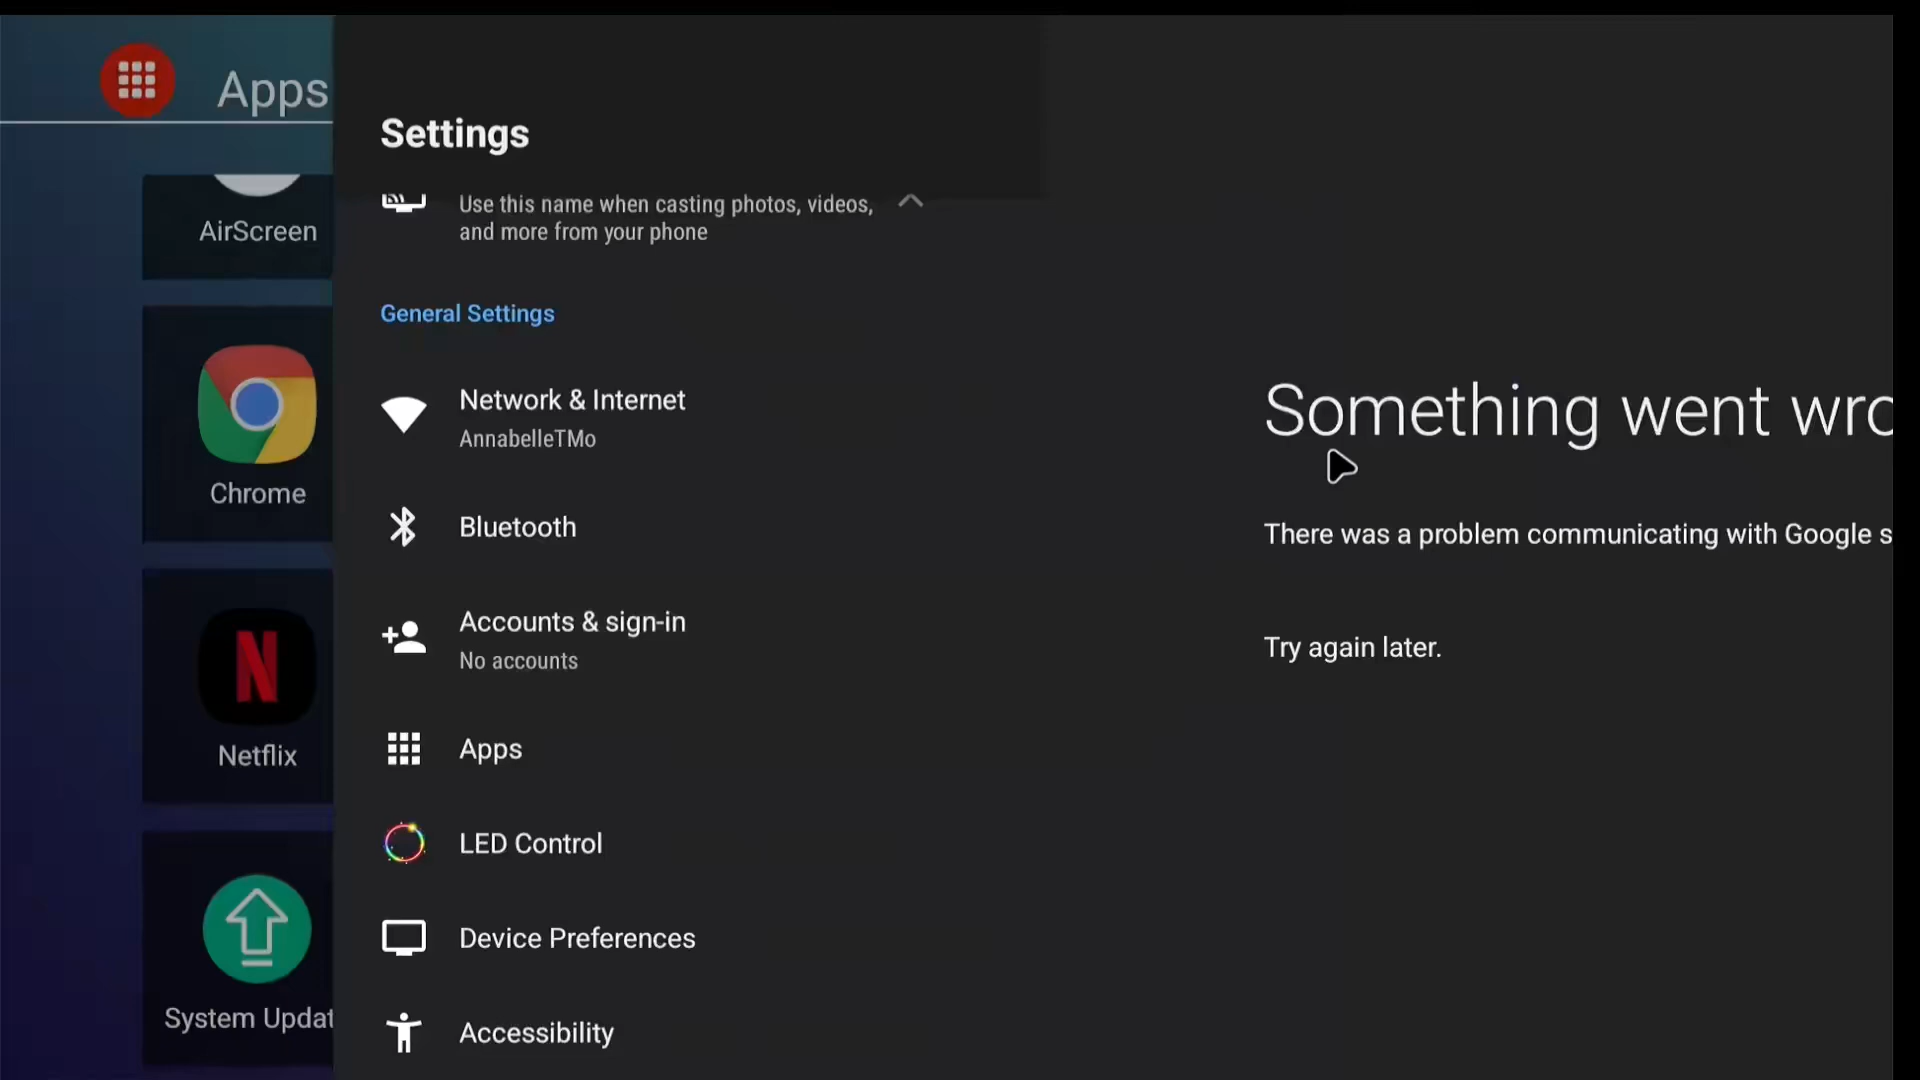 Apps
AirScreen
Chrome
Netflix
System Updat
Settings
Use this name when casting photos, videos,
and more from your phone
General Settings
Network & Internet
AnnabelleTMo
Bluetooth
Accounts & sign-in
No accounts
Apps
LED Control
Device Preferences
Accessibility
Something went wro
There was a problem communicating with Google s
Try again later.